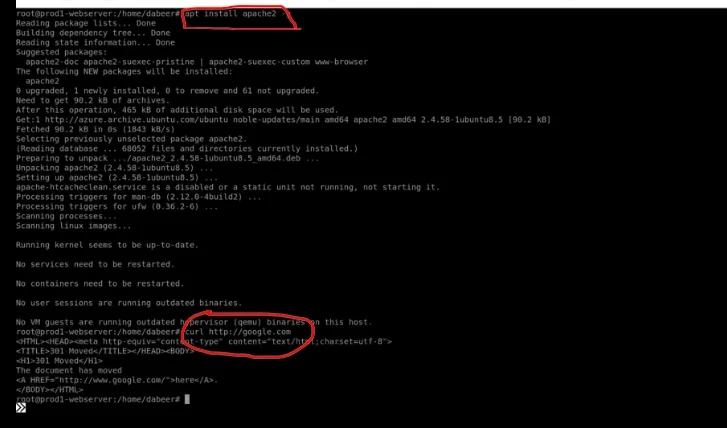 root@prod1-webserver:/home/dabeer# apt install apache2 -
Reading package lists... Done
Building dependency tree... Done
Reading state information... Done
Suggested packages:
  apache2-doc apache2-suexec-pristine | apache2-suexec-custom www-browser
The following NEW packages will be installed:
  apache2
0 upgraded, 1 newly installed, 0 to remove and 61 not upgraded.
Need to get 90.2 kB of archives.
After this operation, 465 kB of additional disk space will be used.
Get:1 http://azure.archive.ubuntu.com/ubuntu noble-updates/main amd64 apache2 amd64 2.4.58-1ubuntu8.5 [90.2 kB]
Fetched 90.2 kB in 0s (1843 kB/s)
Selecting previously unselected package apache2.
(Reading database ... 68052 files and directories currently installed.)
Preparing to unpack .../apache2_2.4.58-1ubuntu8.5_amd64.deb ...
Unpacking apache2 (2.4.58-1ubuntu8.5) ...
Setting up apache2 (2.4.58-1ubuntu8.5) ...
apache-htcacheclean.service is a disabled or a static unit not running, not starting it.
Processing triggers for man-db (2.12.0-4build2) ...
Processing triggers for ufw (0.36.2-6) ...
Scanning processes...
Scanning linux images...
Running kernel seems to be up-to-date.
No services need to be restarted.
No containers need to be restarted.
No user sessions are running outdated binaries.
No VM guests are running outdated hypervisor (qemu) binaries on this host.
root@prod1-webserver:/home/dabeer# curl http://google.com
<HTML><HEAD><meta http-equiv="content-type" content="text/html;charset=utf-8">
<TITLE>301 Moved</TITLE></HEAD><BODY>
<H1>301 Moved</H1>
The document has moved
<A HREF="http://www.google.com/">here</A>.
</BODY></HTML>
root@prod1-webserver:/home/dabeer#